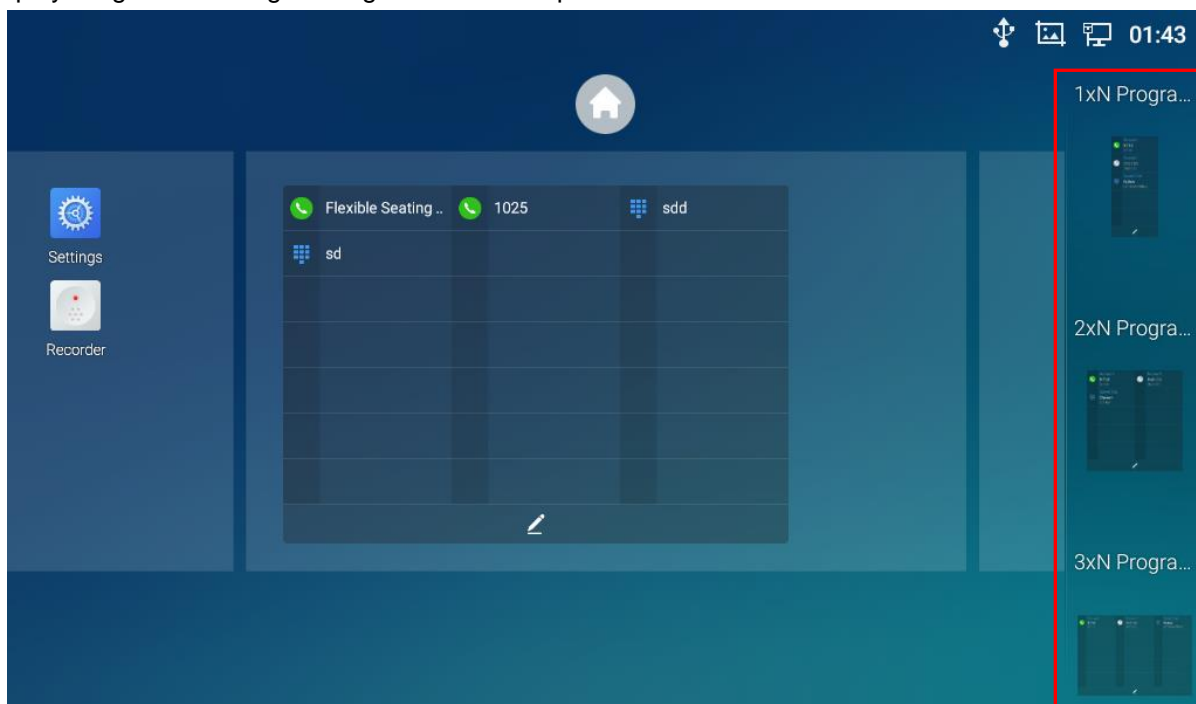 01:43
1xN Progra...
Flexible Seating .. 1025 sdd
Settings
sd
2xN Progra...
Recorder
3xN Progra...